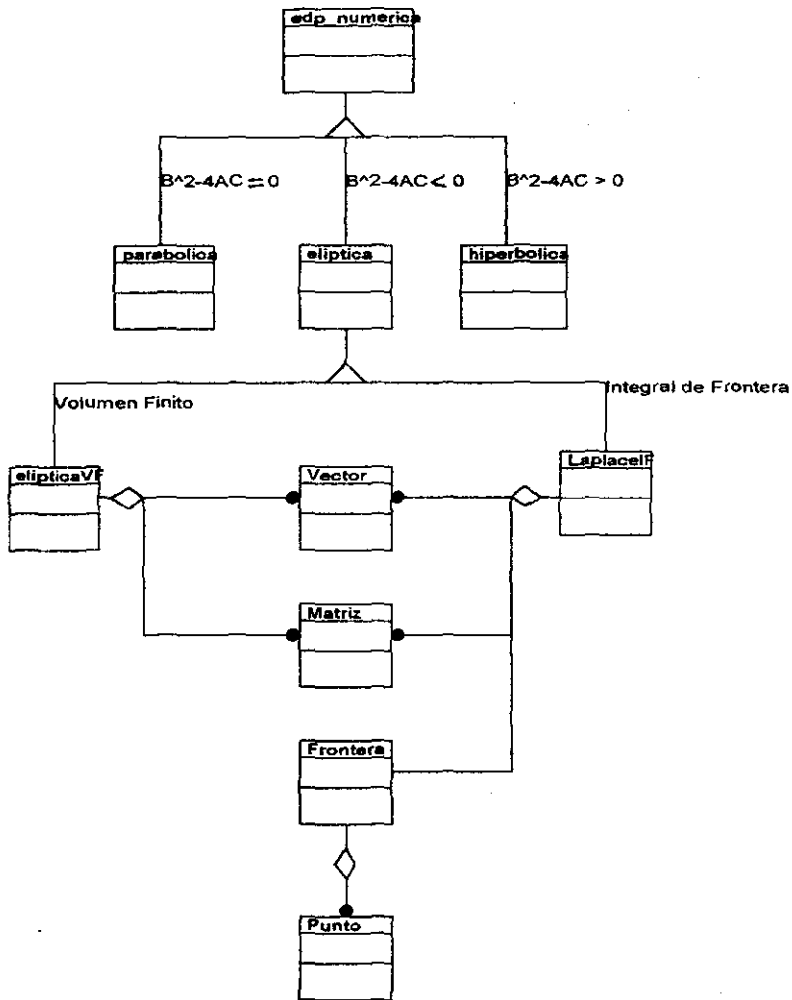 edp_numerica
B^2-4AC = 0
B^2-4AC < 0
B^2-4AC > 0
parabolica
eliptica
hiperbolica
Volumen Finito
Integral de Frontera
elipticaVF
Vector
LaplaceIF
Matriz
Frontera
Punto